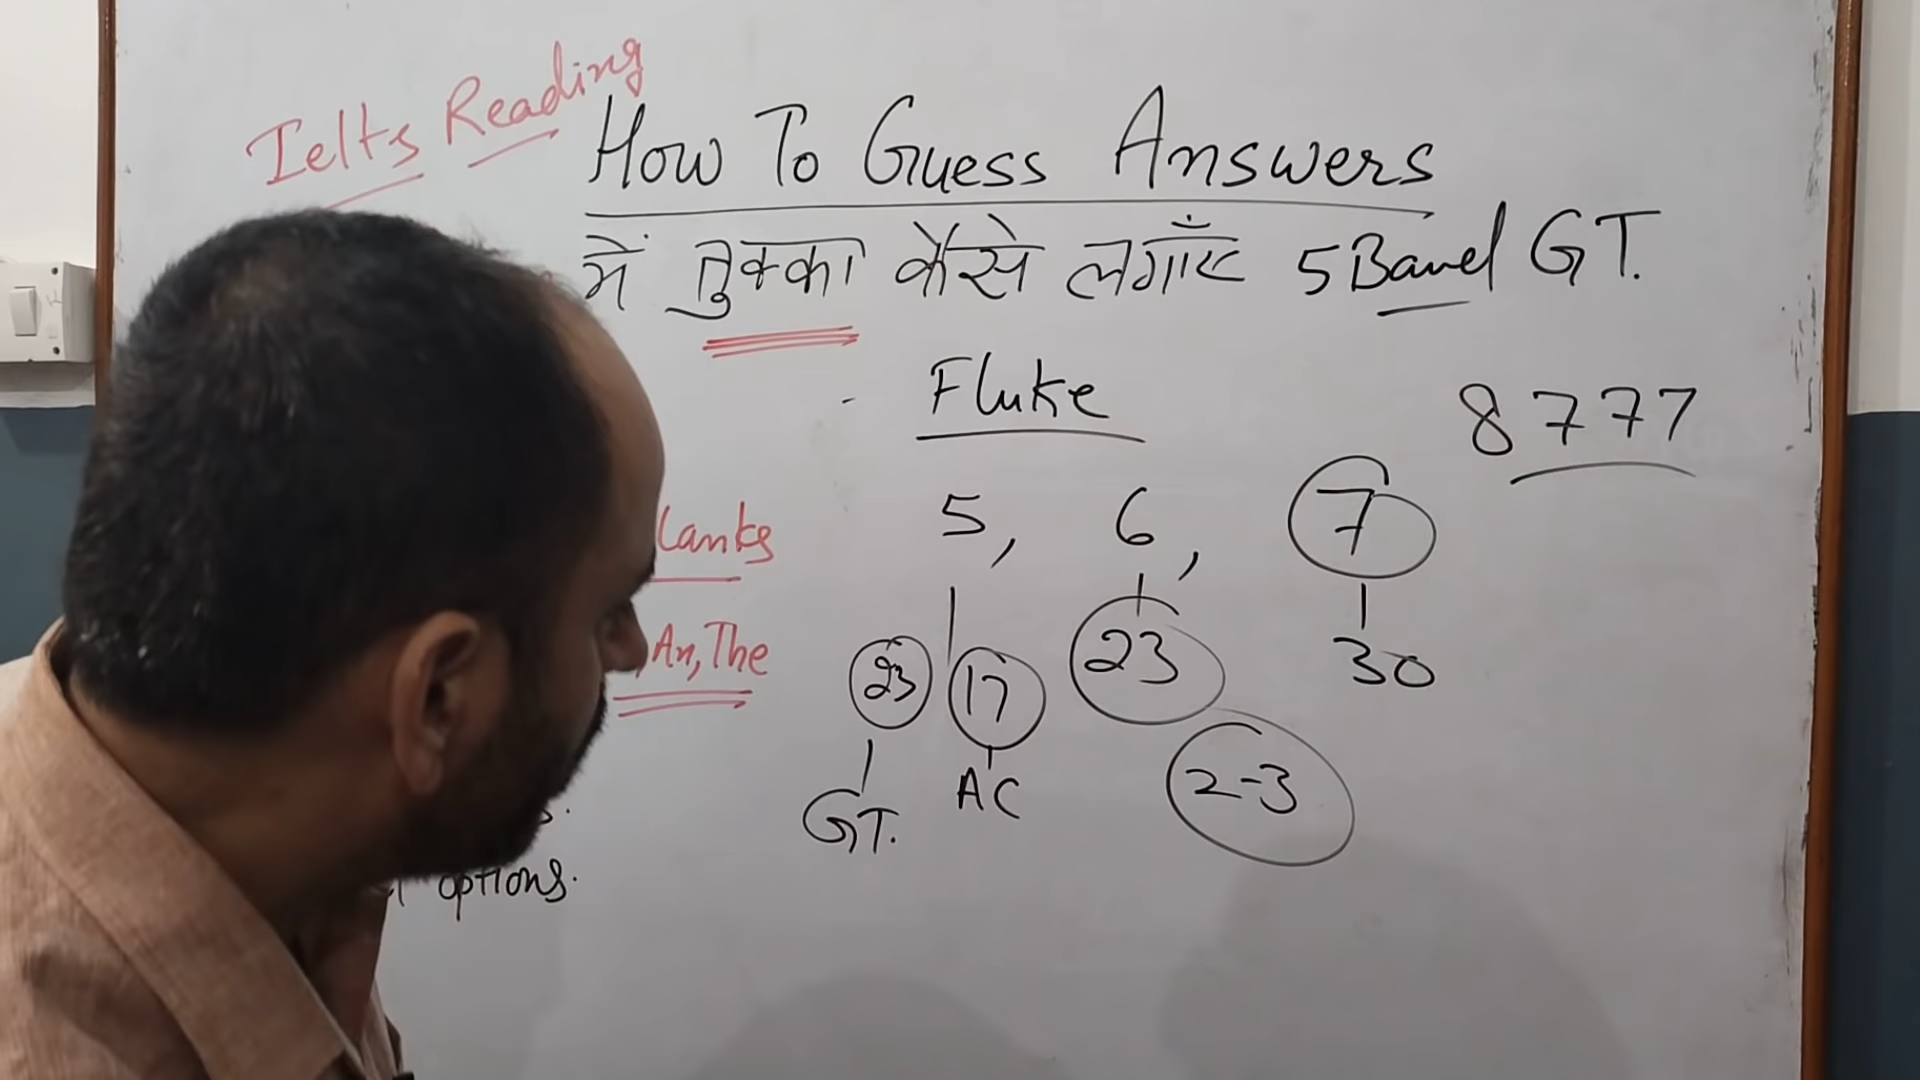 Ielts Reading
How To Guess Answers
में तुक्का कैसे लगाएँ 5 Band GT.
Fluke
8777
5, 6, 7
lanks
23 17 23 30
An, The
GT. AC 2-3
options.